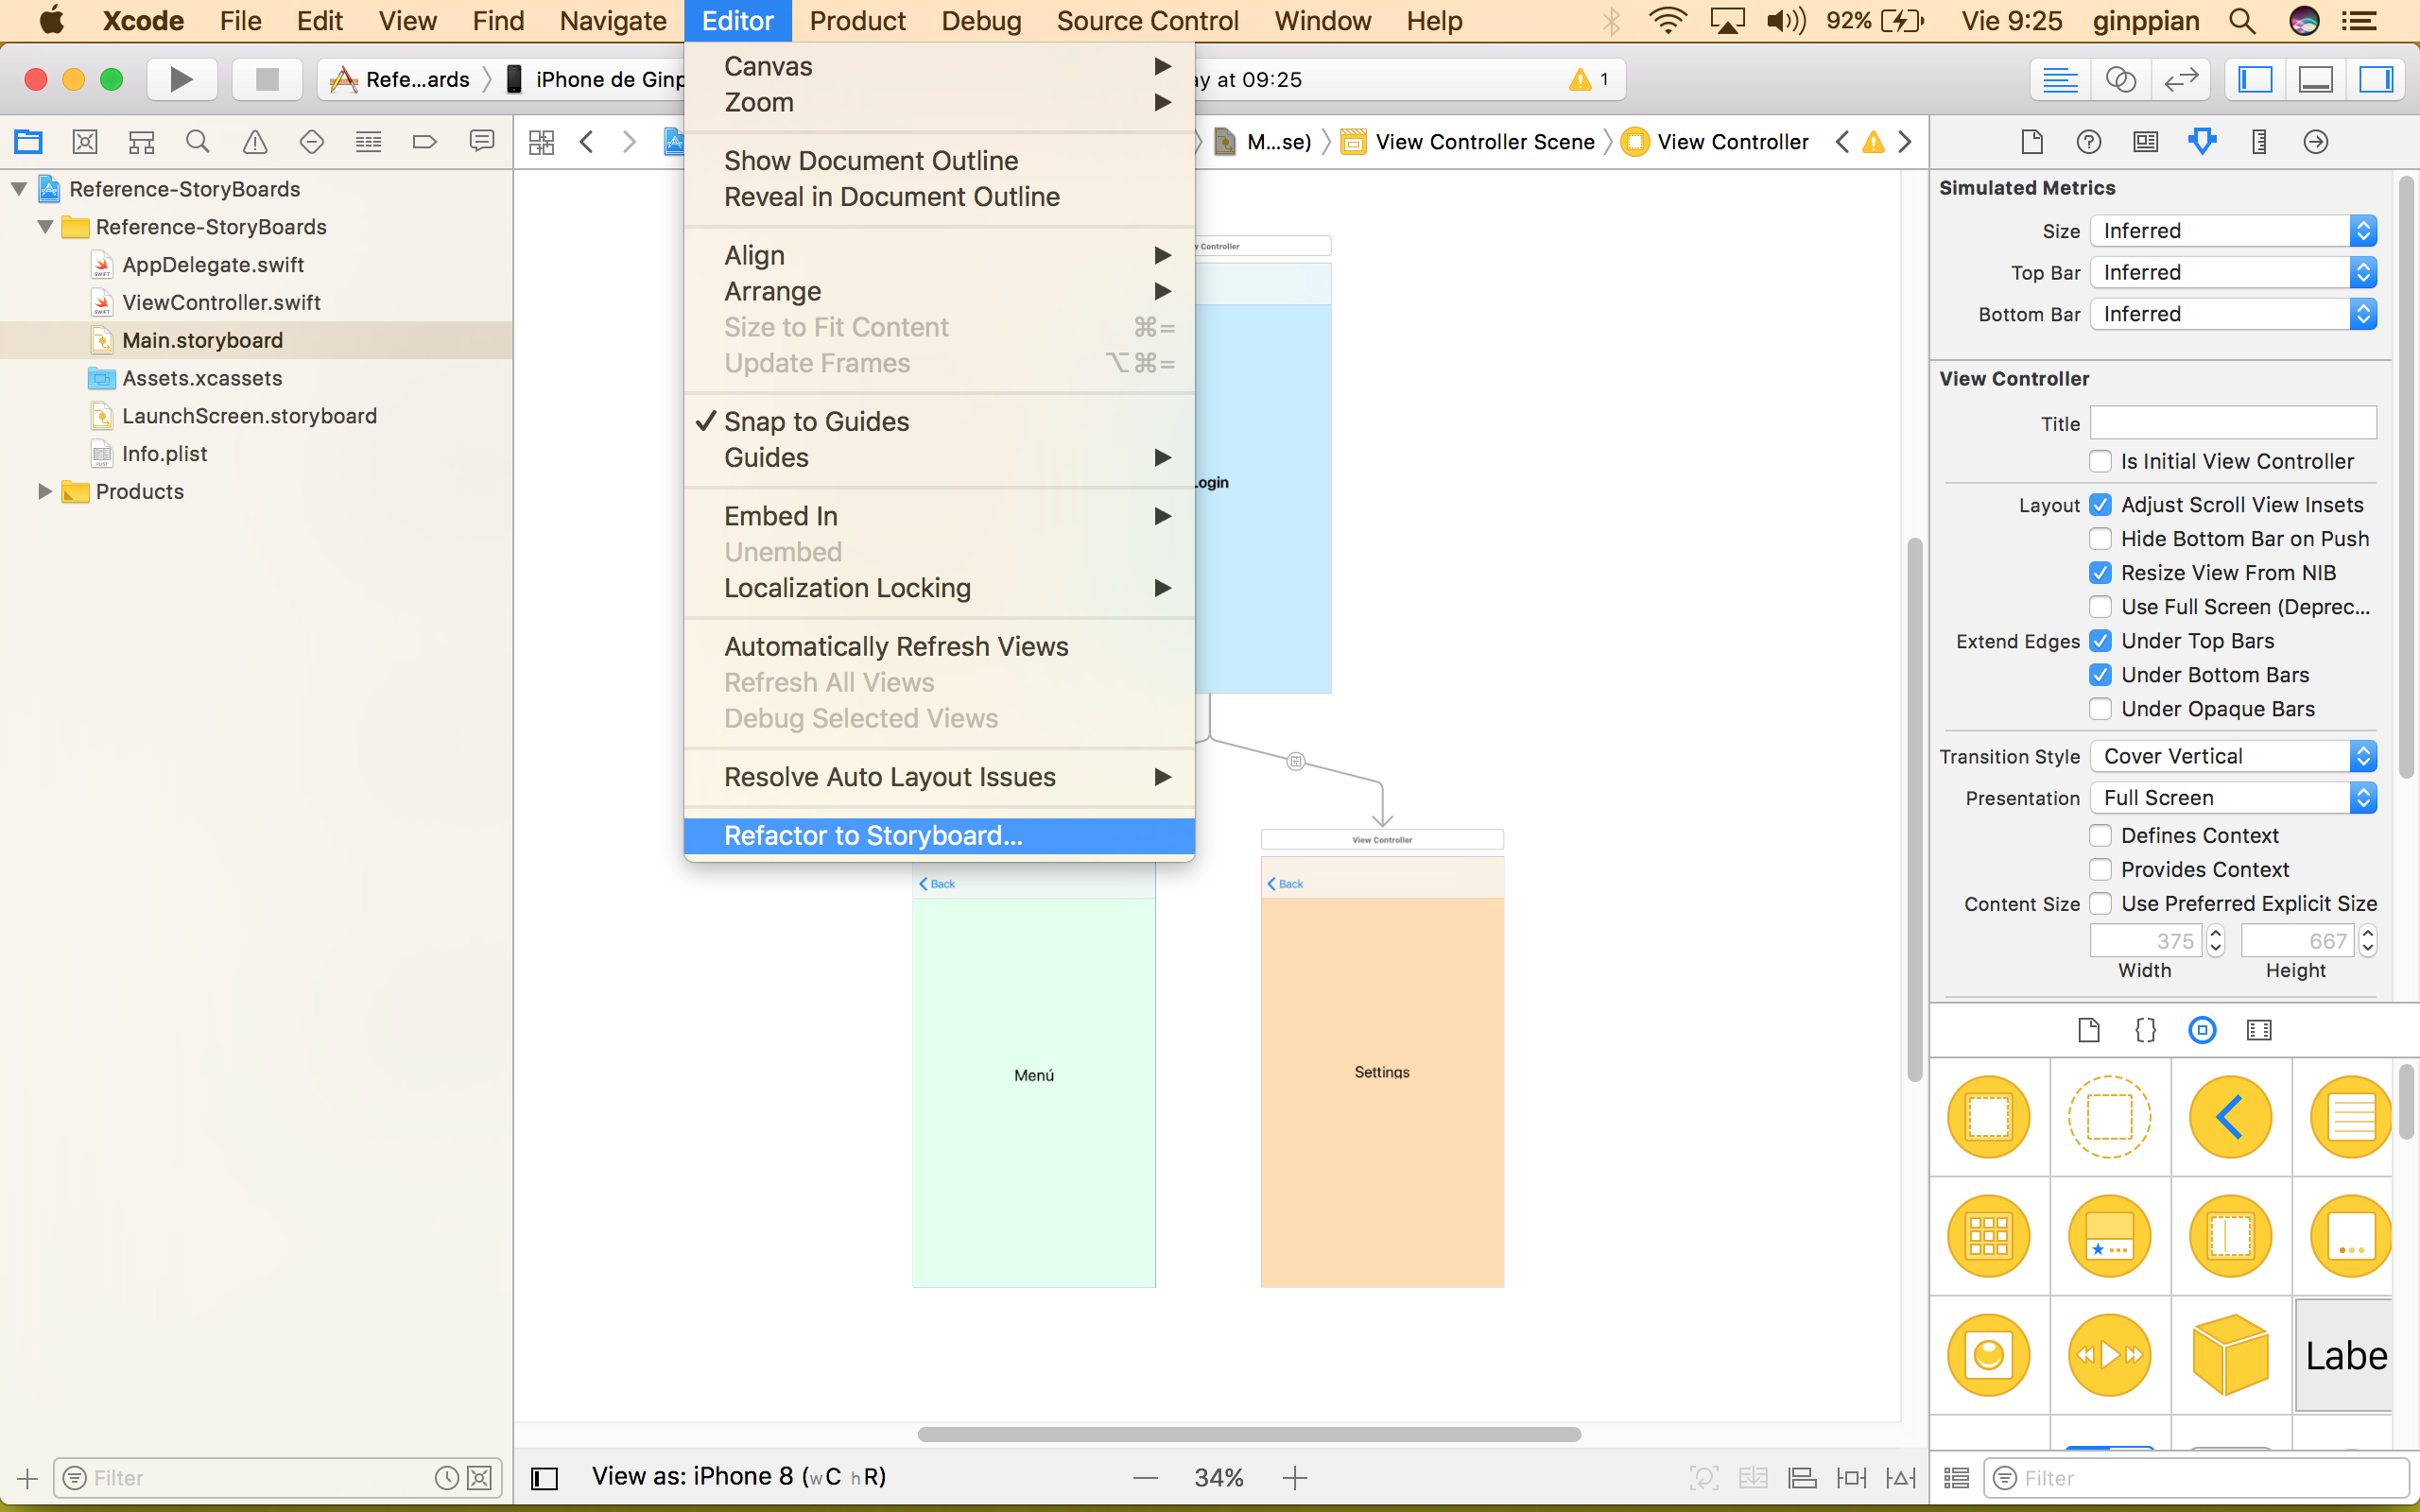 Xcode File Edit View Find Navigate Editor Product Debug Source Control Window Help 92% Vie 9:25 ginppian
Refe...ards iPhone de Ginp ay at 09:25 1
M...se) View Controller Scene View Controller
Reference-StoryBoards
Reference-StoryBoards
AppDelegate.swift
ViewController.swift
Main.storyboard
Assets.xcassets
LaunchScreen.storyboard
Info.plist
Products
Filter
Canvas
Zoom
Show Document Outline
Reveal in Document Outline
Align
Arrange
Size to Fit Content ⌘=
Update Frames ⌥⌘=
✓ Snap to Guides
Guides
Embed In
Unembed
Localization Locking
Automatically Refresh Views
Refresh All Views
Debug Selected Views
Resolve Auto Layout Issues
Refactor to Storyboard...
w Controller
Login
View Controller
Back
Menú
Back
Settings
View as: iPhone 8 (wC hR) — 34% +
Simulated Metrics
Size Inferred
Top Bar Inferred
Bottom Bar Inferred
View Controller
Title
Is Initial View Controller
Layout Adjust Scroll View Insets
Hide Bottom Bar on Push
Resize View From NIB
Use Full Screen (Deprec...
Extend Edges Under Top Bars
Under Bottom Bars
Under Opaque Bars
Transition Style Cover Vertical
Presentation Full Screen
Defines Context
Provides Context
Content Size Use Preferred Explicit Size
375 667
Width Height
{}
Labe
Filter